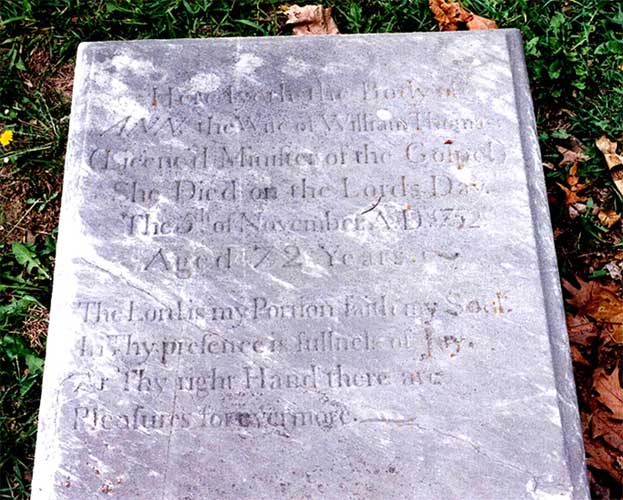 Here lyeth the Body of
ANN the Wife of William Thomas
(Licens'd Minister of the Gospel)
She Died on the Lords Day
The 5th of November A.D. 1752
Aged 72 Years.
The Lord is my Portion ſaith my Soul.
In Thy preſence is fullneſs of Joy.
At Thy right Hand there are
Pleaſures for evermore.